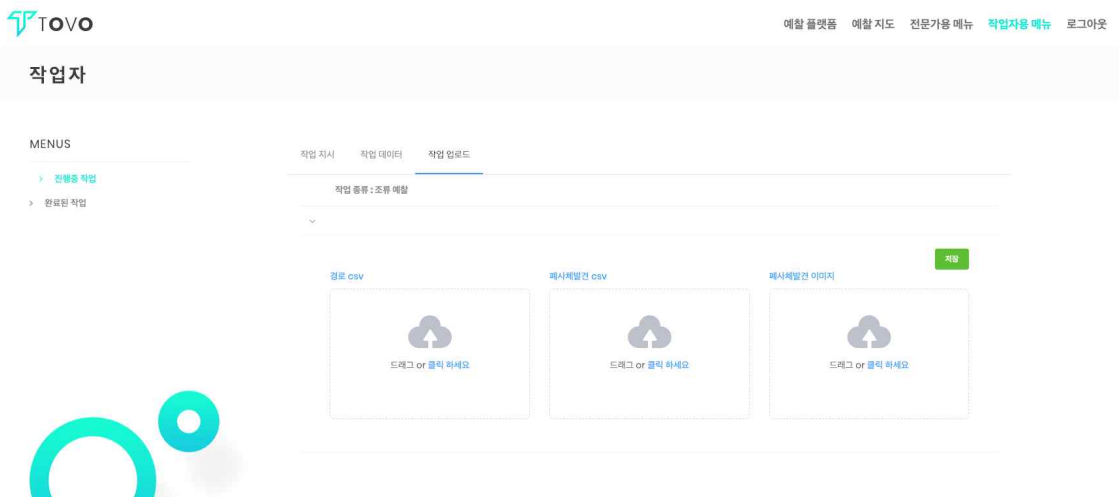 TOVO
예찰 플랫폼 예찰 지도 전문가용 메뉴 작업자용 메뉴 로그아웃
작업자
MENUS
진행중 작업
완료된 작업
작업 지시 작업 데이터 작업 업로드
작업 종류 : 조류 예찰
저장
경로 csv 폐사체발견 csv 폐사체발견 이미지
드래그 or 클릭 하세요 드래그 or 클릭 하세요 드래그 or 클릭 하세요